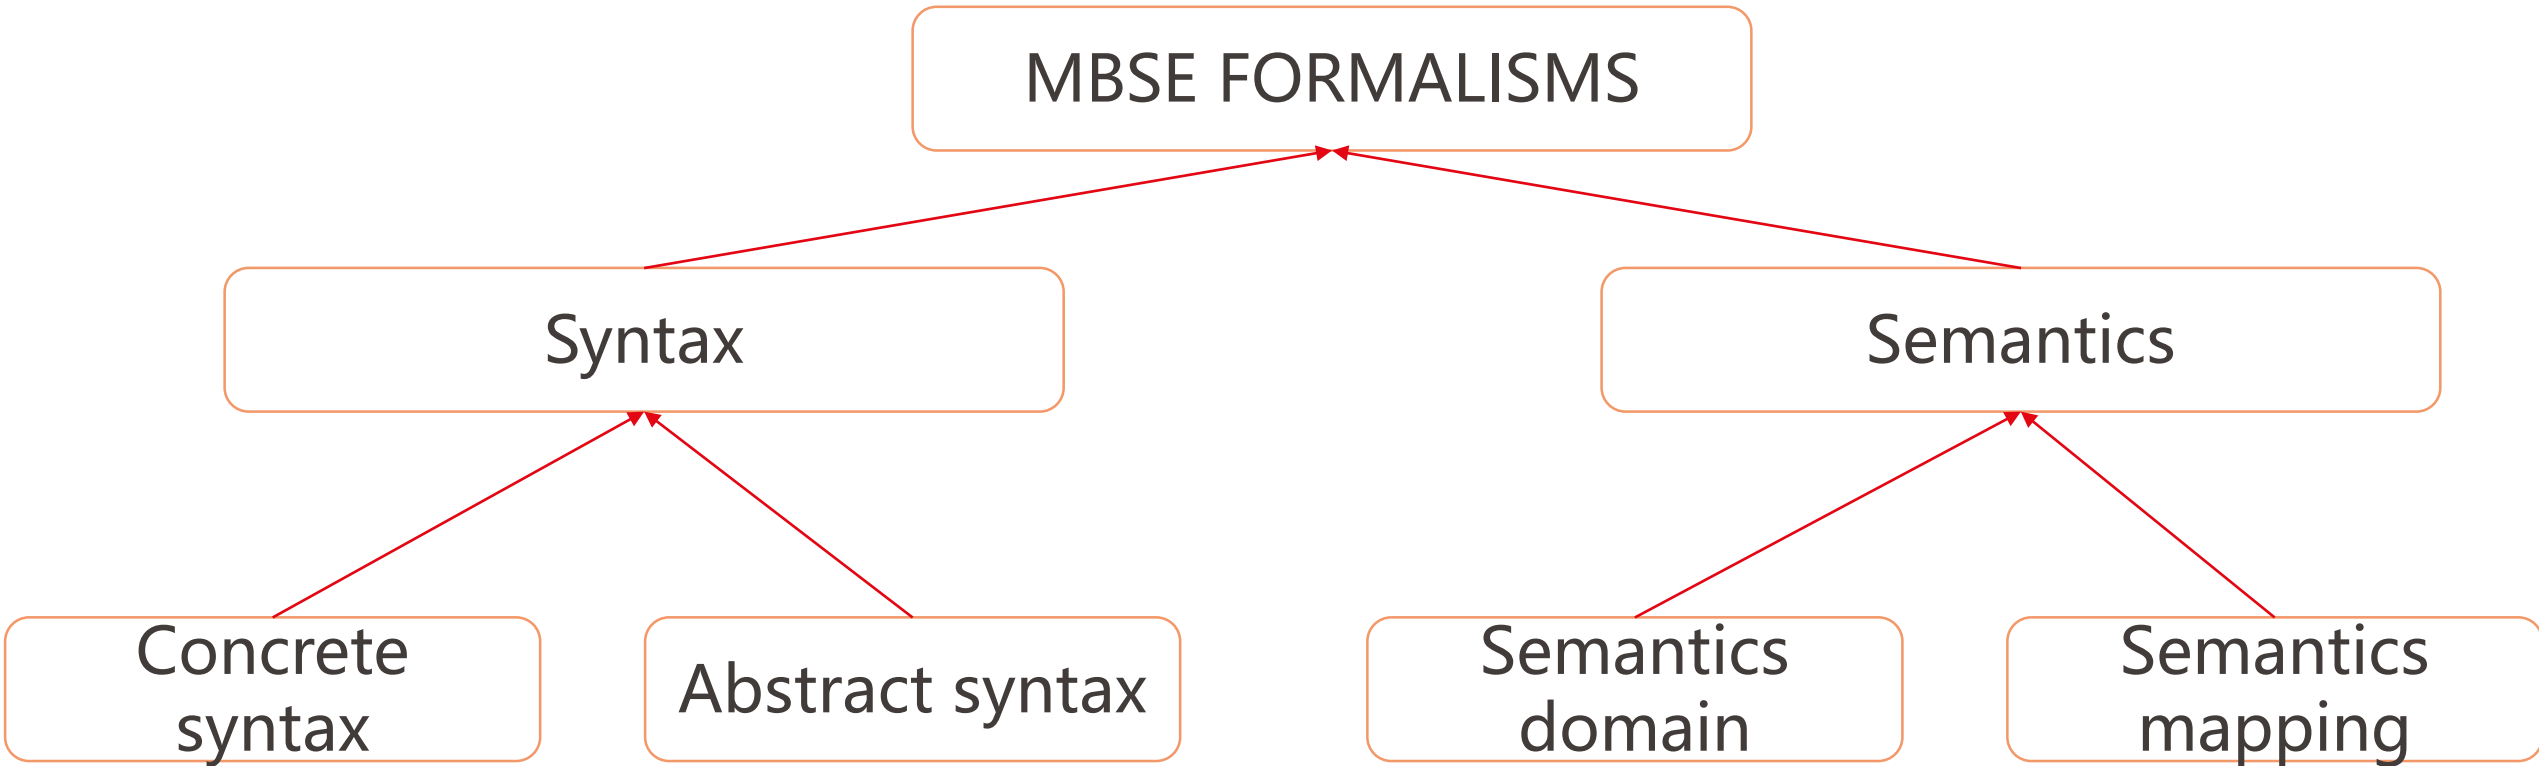 MBSE FORMALISMS
Syntax
Semantics
Concrete
syntax
Abstract syntax
Semantics
domain
Semantics
mapping